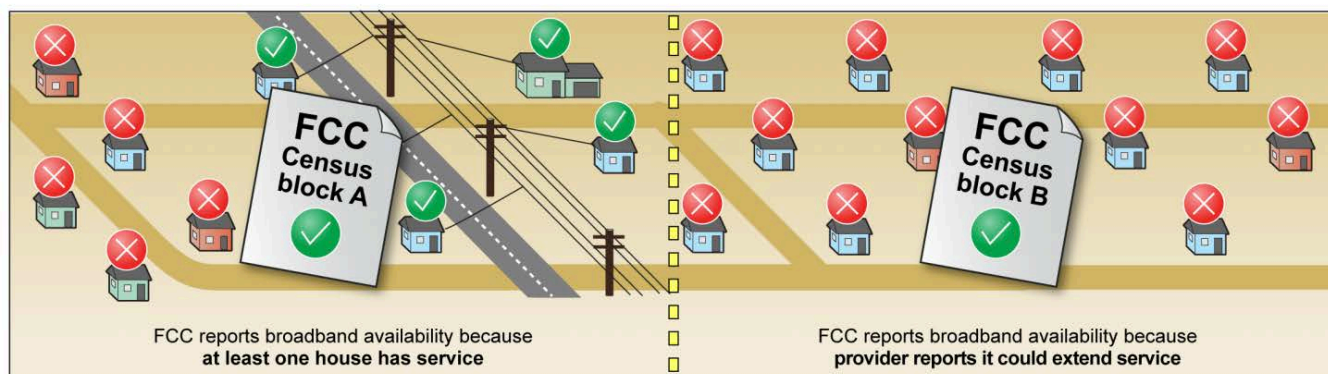 FCC
Census
block A
FCC
Census
block B
FCC reports broadband availability because
at least one house has service
FCC reports broadband availability because
provider reports it could extend service